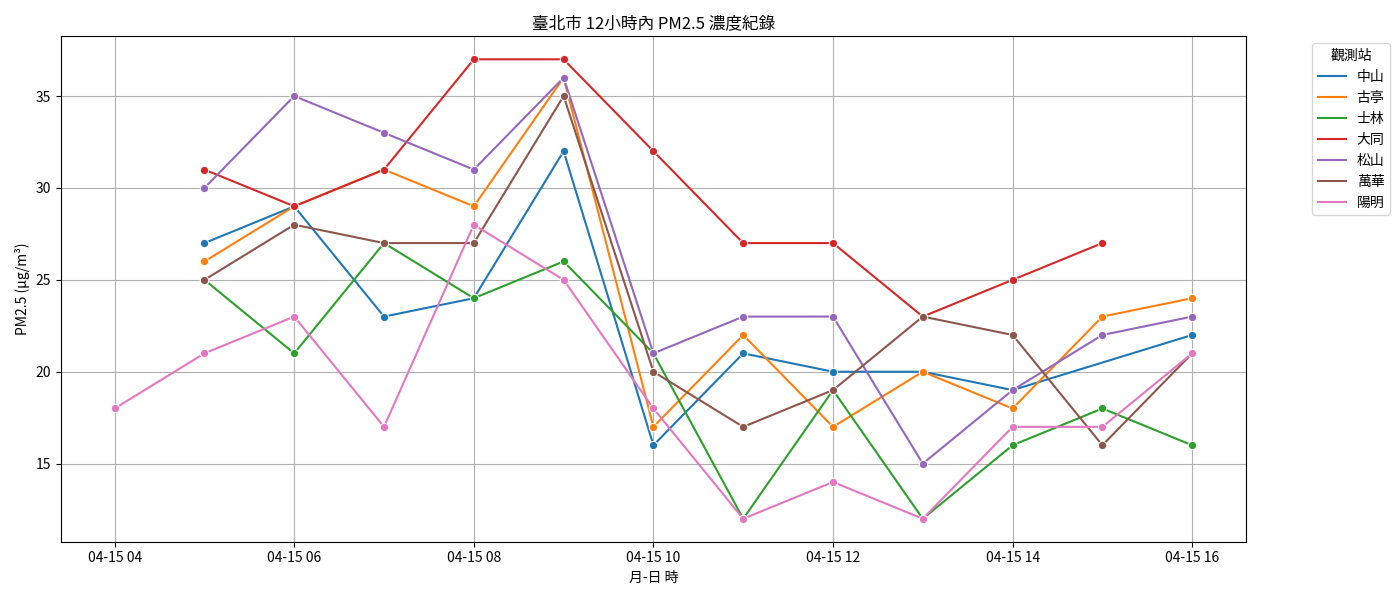 臺北市 12小時內 PM2.5 濃度紀錄
PM2.5 (μg/m³)
35
30
25
20
15
04-15 04
04-15 06
04-15 08
04-15 10
04-15 12
04-15 14
04-15 16
月-日 時
觀測站
中山
古亭
士林
大同
松山
萬華
陽明